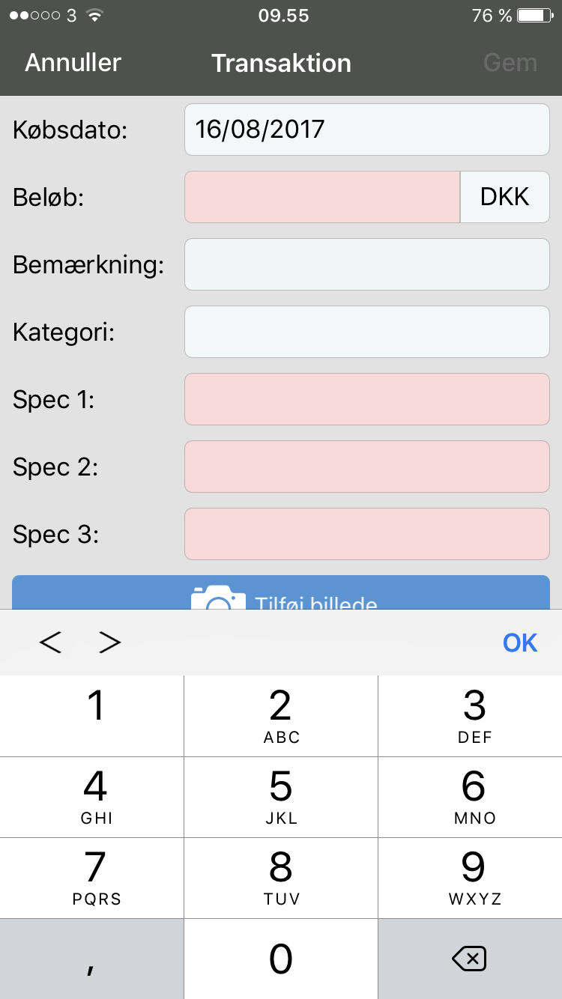 3 09.55 76 %
Annuller Transaktion Gem
Købsdato: 16/08/2017
Beløb: DKK
Bemærkning:
Kategori:
Spec 1:
Spec 2:
Spec 3:
Tilføj billede
< > OK
1 2 3
ABC DEF
4 5 6
GHI JKL MNO
7 8 9
PQRS TUV WXYZ
, 0